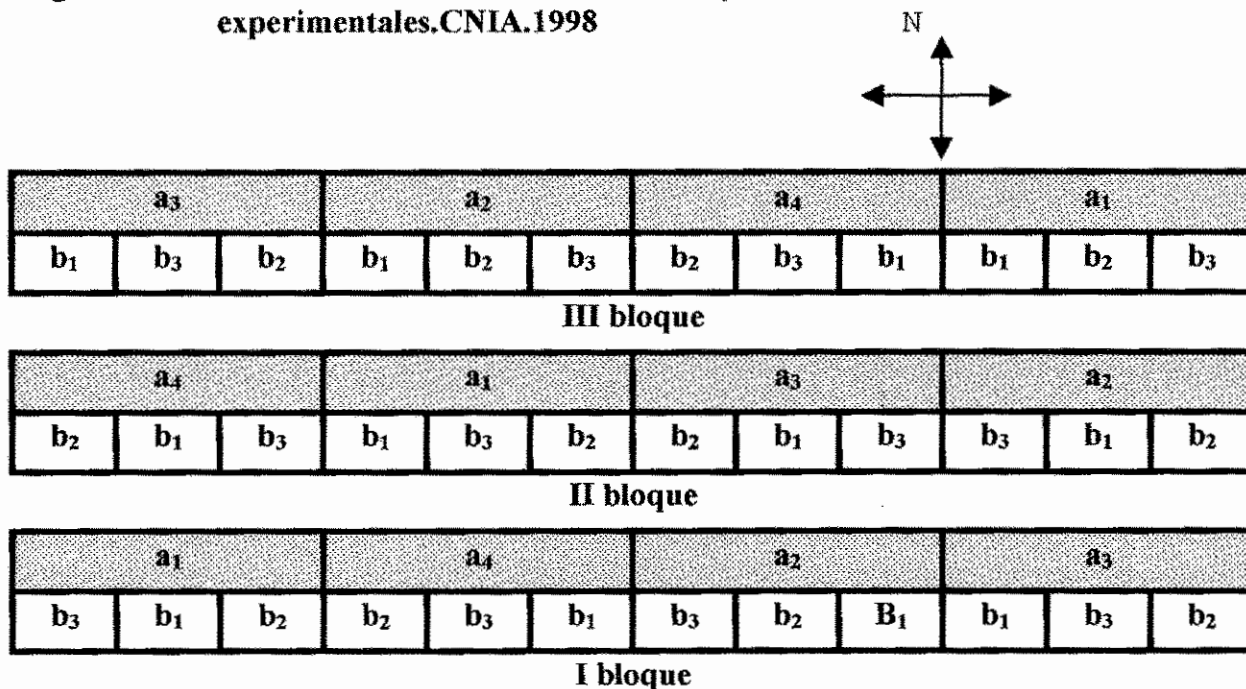 experimentales.CNIA.1998
N
a₃ a₂ a₄ a₁
b₁ b₃ b₂ b₁ b₂ b₃ b₂ b₃ b₁ b₁ b₂ b₃
III bloque
a₄ a₁ a₃ a₂
b₂ b₁ b₃ b₁ b₃ b₂ b₂ b₁ b₃ b₃ b₁ b₂
II bloque
a₁ a₄ a₂ a₃
b₃ b₁ b₂ b₂ b₃ b₁ b₃ b₂ B₁ b₁ b₃ b₂
I bloque